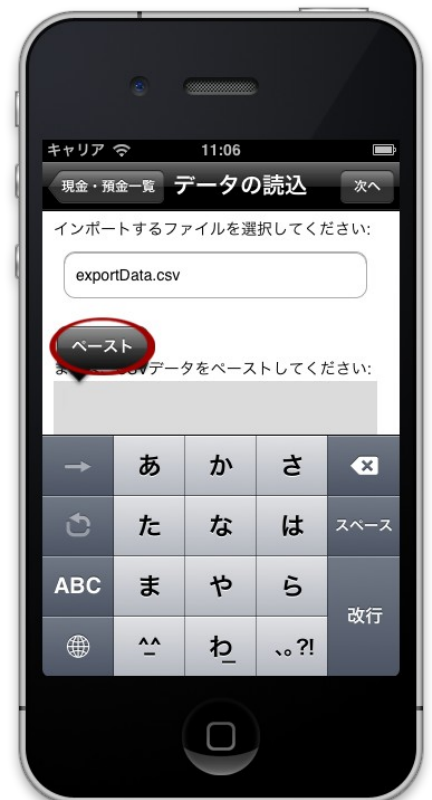 キャリア 11:06
現金・預金一覧 データの読込 次へ
インポートするファイルを選択してください:
exportData.csv
ペースト
CSVデータをペーストしてください:
→ あ か さ
た な は スペース
ABC ま や ら 改行
^^ わ_ 、。?!